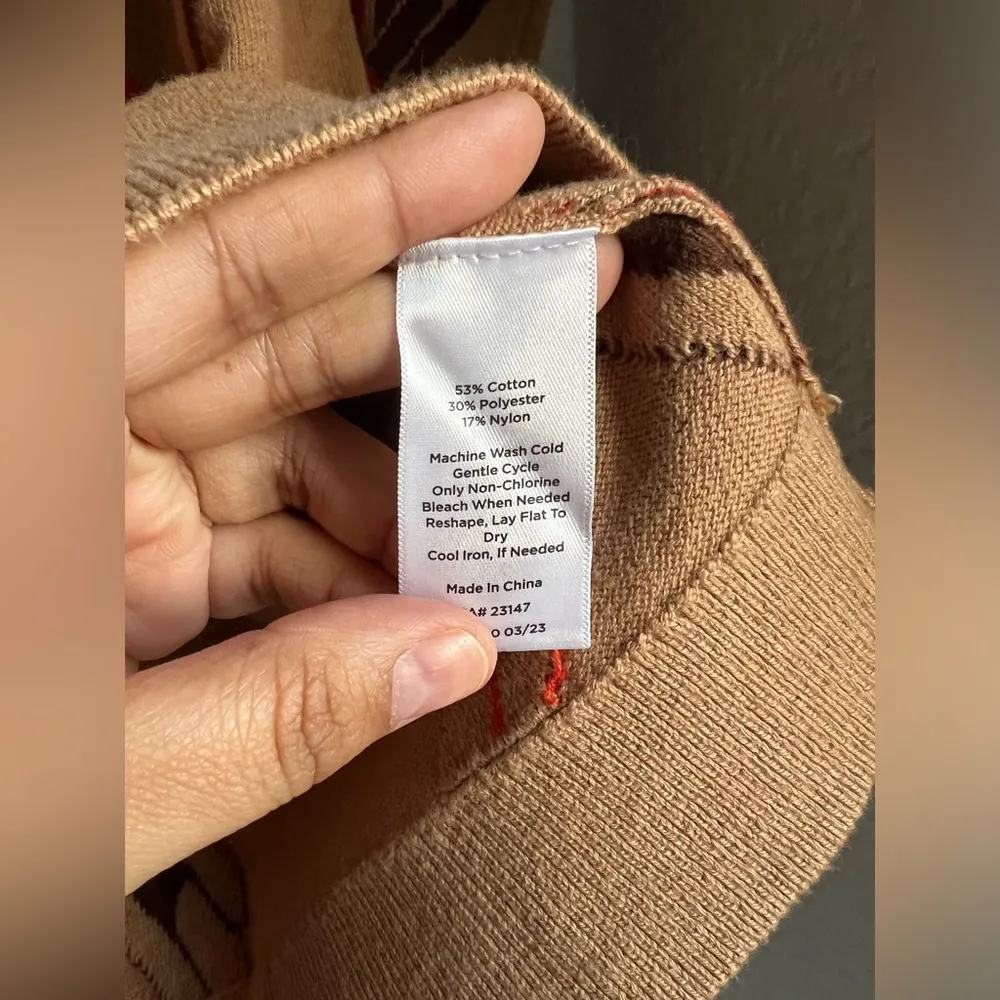 53% Cotton
30% Polyester
17% Nylon
Machine Wash Cold
Gentle Cycle
Only Non-Chlorine
Bleach When Needed
Reshape, Lay Flat To
Dry
Cool Iron, If Needed
Made In China
A# 23147
03/23